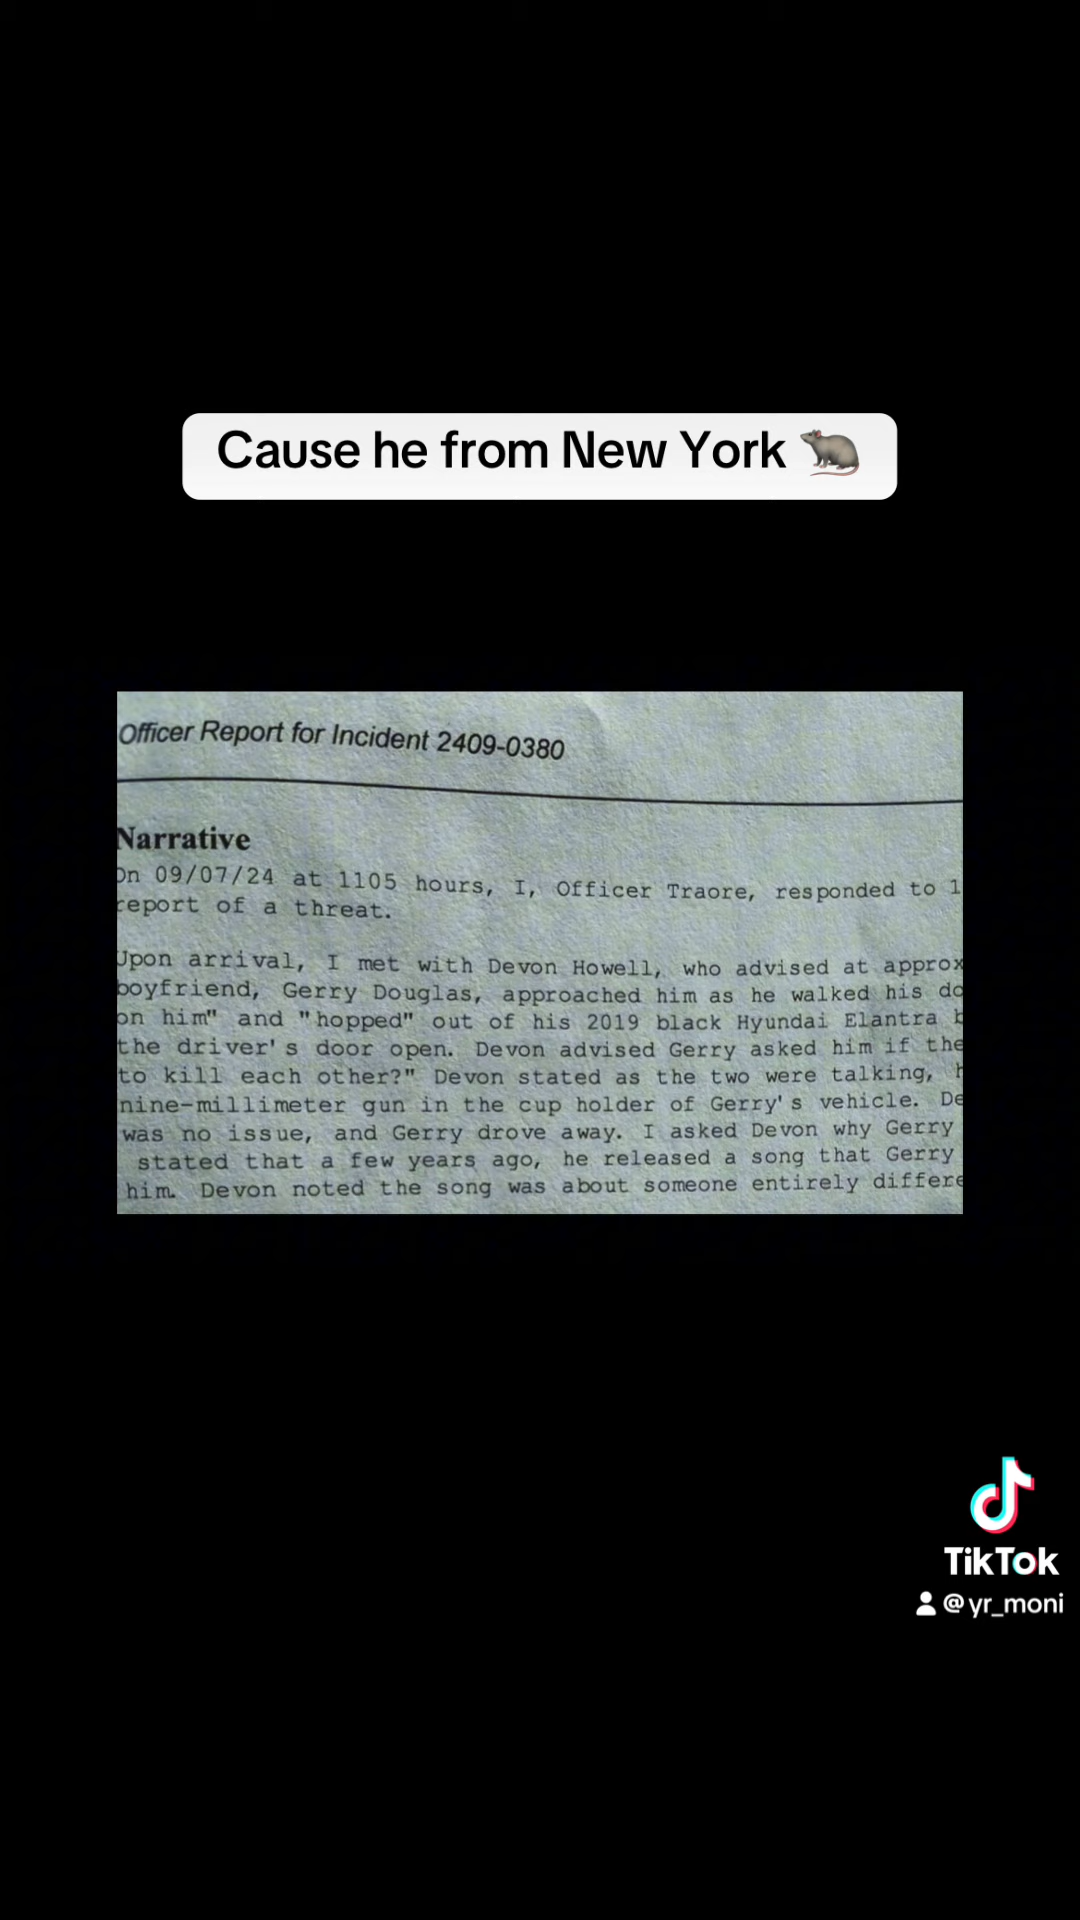 Cause he from New York 🐀
Officer Report for Incident 2409-0380
Narrative
On 09/07/24 at 1105 hours, I, Officer Traore, responded to 1
report of a threat.
Upon arrival, I met with Devon Howell, who advised at approx
boyfriend, Gerry Douglas, approached him as he walked his do
on him" and "hopped" out of his 2019 black Hyundai Elantra b
the driver's door open. Devon advised Gerry asked him if the
to kill each other?" Devon stated as the two were talking, h
nine-millimeter gun in the cup holder of Gerry's vehicle. De
was no issue, and Gerry drove away. I asked Devon why Gerry
stated that a few years ago, he released a song that Gerry
him. Devon noted the song was about someone entirely differe
TikTok
@yr_moni